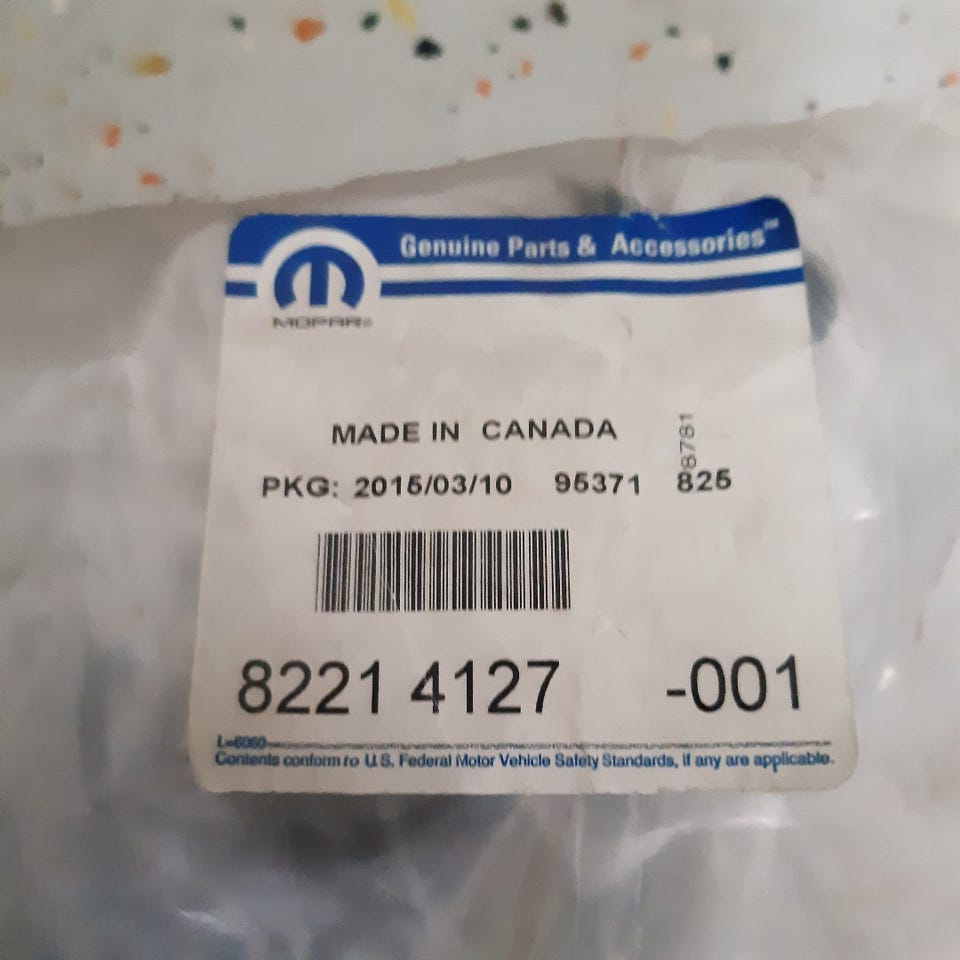 Genuine Parts & Accessories™
MOPAR®
MADE IN CANADA
98781
PKG: 2015/03/10 95371 825
8221 4127 -001
L-6060
Contents conform to U.S. Federal Motor Vehicle Safety Standards, if any are applicable.